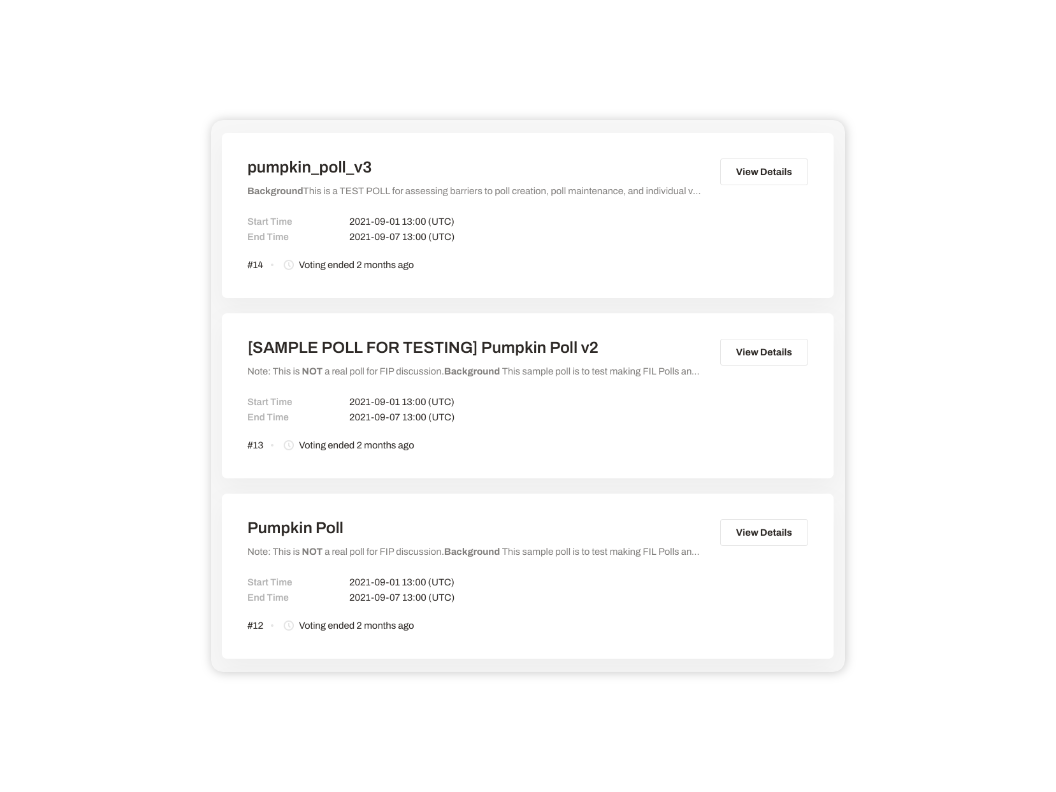 pumpkin_poll_v3
View Details
BackgroundThis is a TEST POLL for assessing barriers to poll creation, poll maintenance, and individual v...
Start Time 2021-09-01 13:00 (UTC)
End Time 2021-09-07 13:00 (UTC)
#14 · Voting ended 2 months ago
[SAMPLE POLL FOR TESTING] Pumpkin Poll v2
View Details
Note: This is NOT a real poll for FIP discussion.Background This sample poll is to test making FIL Polls an...
Start Time 2021-09-01 13:00 (UTC)
End Time 2021-09-07 13:00 (UTC)
#13 · Voting ended 2 months ago
Pumpkin Poll
View Details
Note: This is NOT a real poll for FIP discussion.Background This sample poll is to test making FIL Polls an...
Start Time 2021-09-01 13:00 (UTC)
End Time 2021-09-07 13:00 (UTC)
#12 · Voting ended 2 months ago